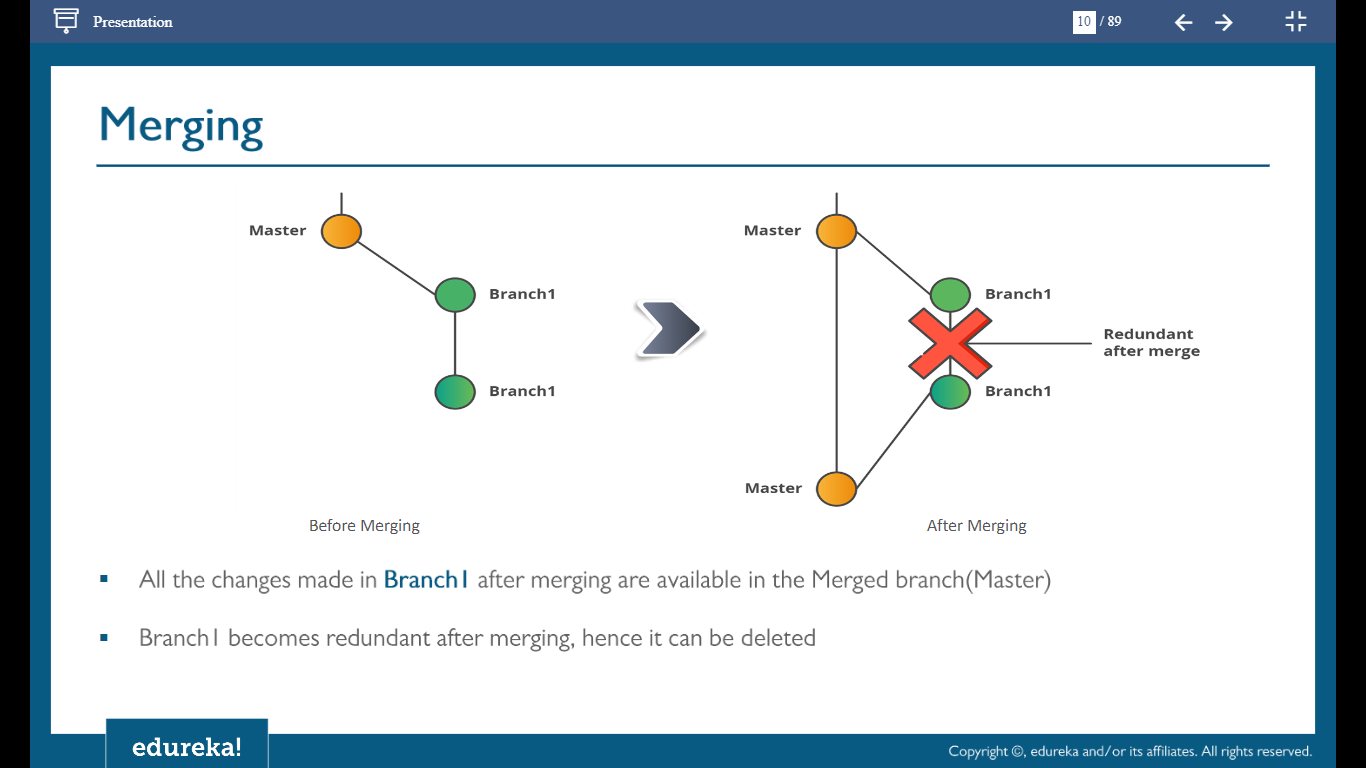 Presentation
10 / 89
Merging
Master
Branch1
Branch1
Before Merging
Master
Branch1
Redundant
after merge
Branch1
Master
After Merging
All the changes made in Branch1 after merging are available in the Merged branch(Master)
Branch1 becomes redundant after merging, hence it can be deleted
edureka!
Copyright ©, edureka and/or its affiliates. All rights reserved.